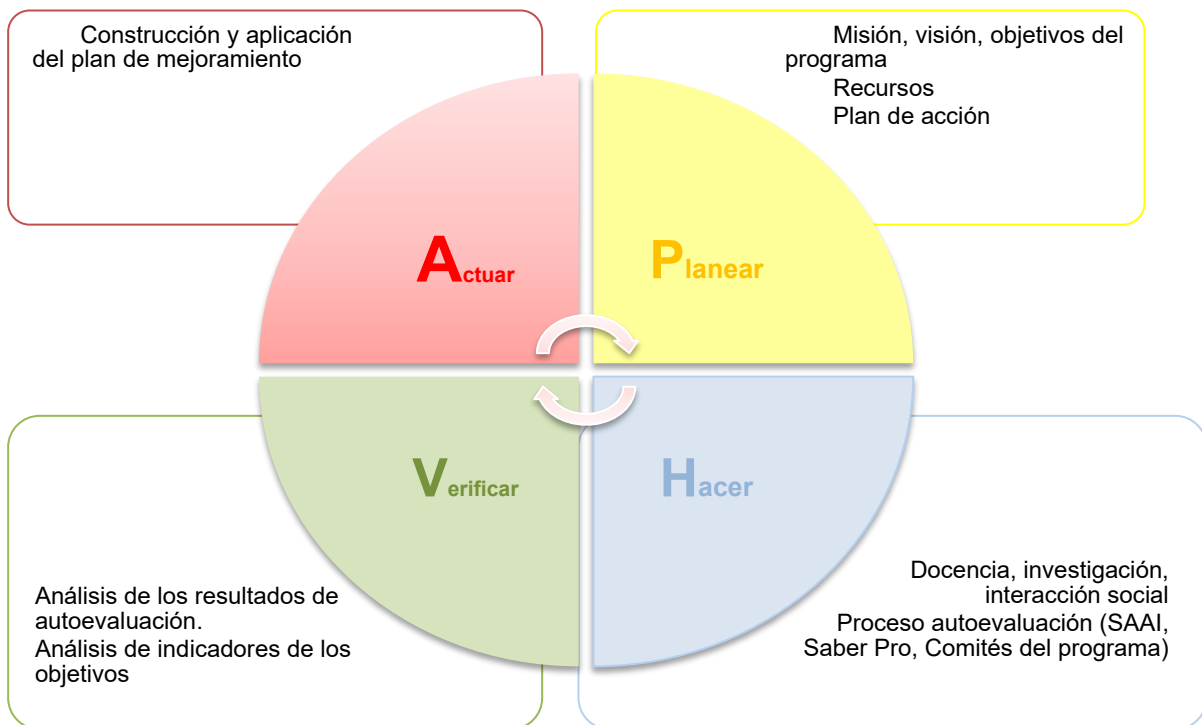 Construcción y aplicación
del plan de mejoramiento
Misión, visión, objetivos del
programa
Recursos
Plan de acción
Actuar
Planear
Verificar
Hacer
Análisis de los resultados de
autoevaluación.
Análisis de indicadores de los
objetivos
Docencia, investigación,
interacción social
Proceso autoevaluación (SAAI,
Saber Pro, Comités del programa)